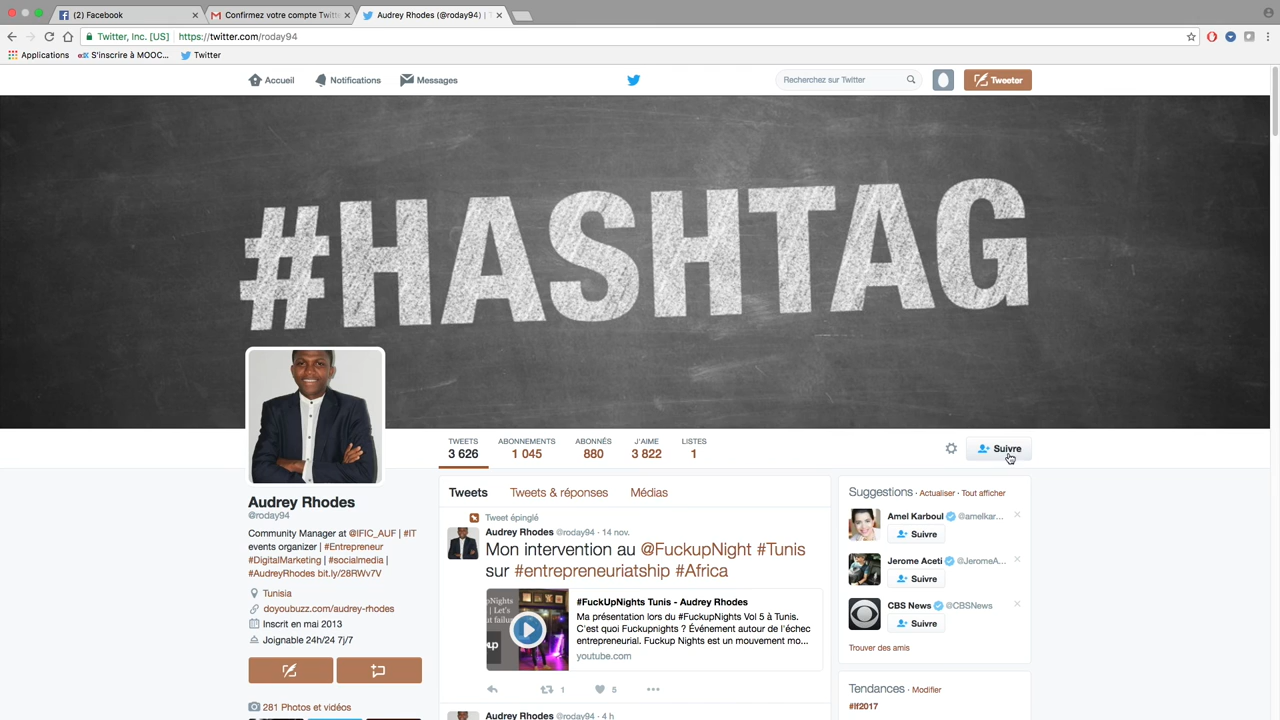 (2) Facebook
Confirmez votre compte Twitt
Audrey Rhodes (@roday94) | T
Twitter, Inc. [US] https://twitter.com/roday94
Applications
S'inscrire à MOOC...
Twitter
Accueil
Notifications
Messages
Recherchez sur Twitter
Tweeter
#HASHTAG
TWEETS
3 626
ABONNEMENTS
1 045
ABONNÉS
880
J'AIME
3 822
LISTES
1
Suivre
Audrey Rhodes
@roday94
Community Manager at @IFIC_AUF | #IT
events organizer | #Entrepreneur
#DigitalMarketing | #socialmedia |
#AudreyRhodes bit.ly/28RWv7V
Tunisia
doyoubuzz.com/audrey-rhodes
Inscrit en mai 2013
Joignable 24h/24 7j/7
281 Photos et vidéos
Tweets
Tweets & réponses
Médias
Tweet épinglé
Audrey Rhodes @roday94 · 14 nov.
Mon intervention au @FuckupNight #Tunis
sur #entrepreneuriatship #Africa
#FuckUpNights Tunis - Audrey Rhodes
Ma présentation lors du #FuckupNights Vol 5 à Tunis.
C'est quoi Fuckupnights ? Événement autour de l'échec
entrepreneurial. Fuckup Nights est un mouvement mo...
youtube.com
1
5
Audrey Rhodes @roday94 · 4 h
Suggestions · Actualiser · Tout afficher
Amel Karboul @amelkar...
Suivre
Jerome Aceti @JeromeA...
Suivre
CBS News @CBSNews
Suivre
Trouver des amis
Tendances · Modifier
#lf2017